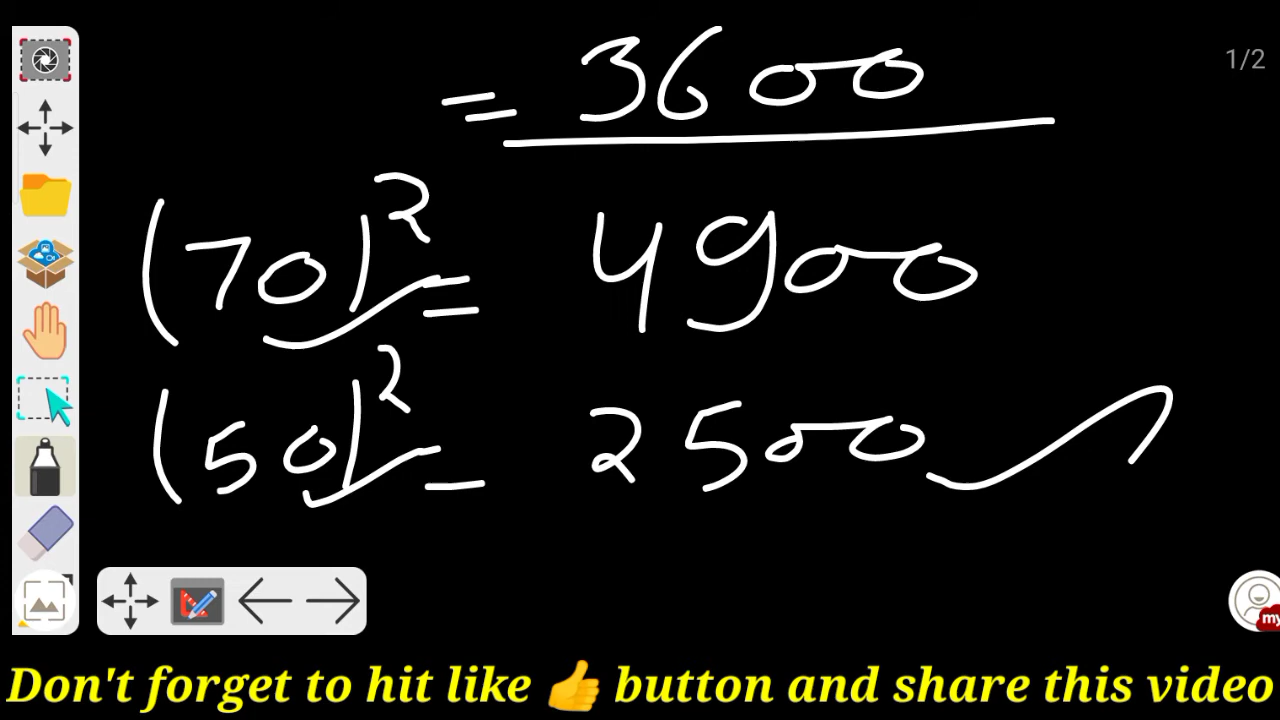 = 3600
1/2
(70)² = 4900
(50)² = 2500
my
Don't forget to hit like 👍 button and share this video